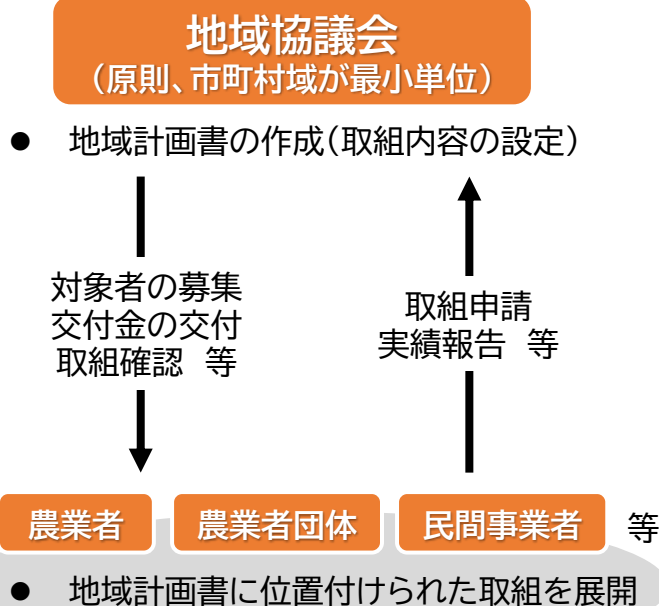 地域協議会
（原則、市町村域が最小単位）
● 地域計画書の作成（取組内容の設定）
対象者の募集
交付金の交付
取組確認 等
取組申請
実績報告 等
農業者 農業者団体 民間事業者 等
● 地域計画書に位置付けられた取組を展開